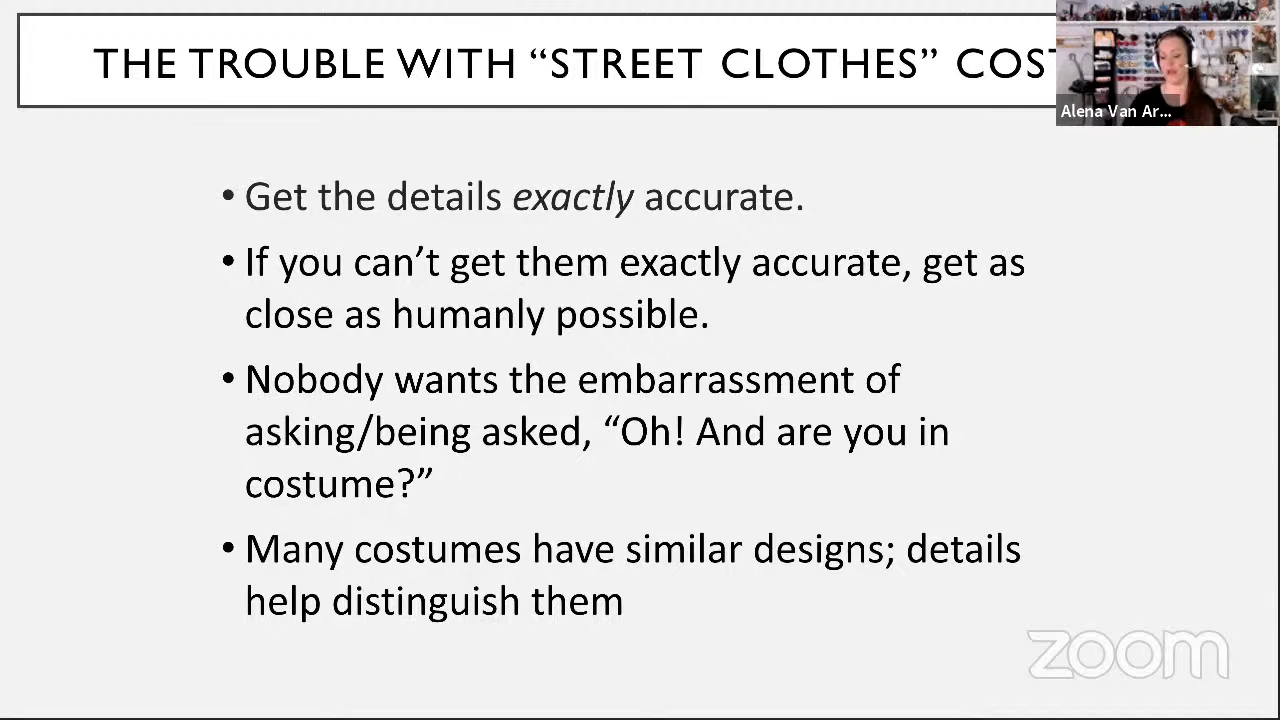 THE TROUBLE WITH “STREET CLOTHES” COS
Alena Van Ar...
• Get the details exactly accurate.
• If you can’t get them exactly accurate, get as
close as humanly possible.
• Nobody wants the embarrassment of
asking/being asked, “Oh! And are you in
costume?”
• Many costumes have similar designs; details
help distinguish them
zoom